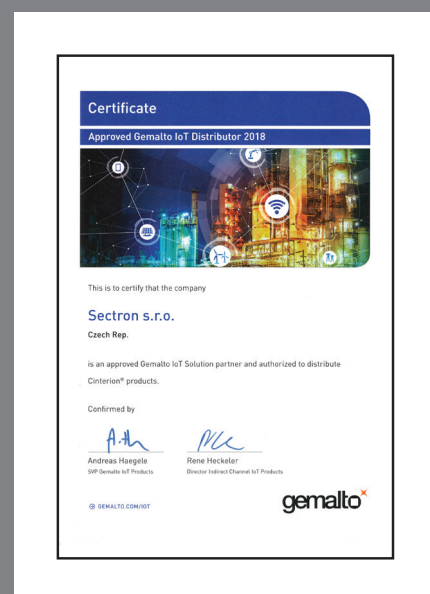 Certificate
Approved Gemalto IoT Distributor 2018
This is to certify that the company
Sectron s.r.o.
Czech Rep.
is an approved Gemalto IoT Solution partner and authorized to distribute
Cinterion® products.
Confirmed by
Andreas Haegele
Rene Heckeler
SVP Gemalto IoT Products
Director Indirect Channel IoT Products
GEMALTO.COM/IOT
gemalto